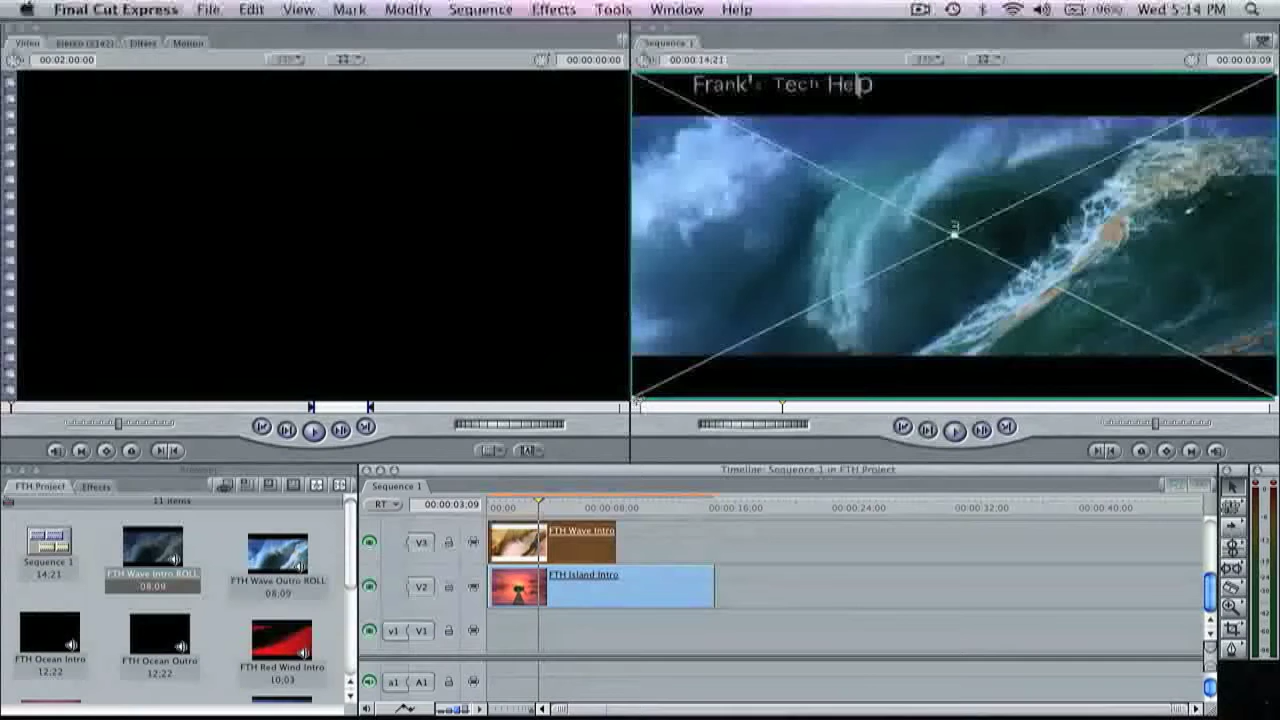 Final Cut Express File Edit View Mark Modify Sequence Effects Tools Window Help (96%) Wed 5:14 PM
Video Stereo (a1a2) Filters Motion
Sequence 1
00:02:00:00 00:00:00:00
00:00:14;21 00:00:03;09
Frank's Tech Help
FTH Project Effects
11 items
Sequence 1
14;21
FTH Wave Intro ROLL
08;09
FTH Wave Outro ROLL
08;09
FTH Ocean Intro
12;22
FTH Ocean Outro
12;22
FTH Red Wind Intro
10;03
Timeline: Sequence 1 in FTH Project
Sequence 1
RT 00:00:03;09 00:00 00:00:08;00 00:00:16;00 00:00:24;00 00:00:32;00 00:00:40;00
V3 FTH Wave Intro
V2 FTH Island Intro
v1 V1
a1 A1